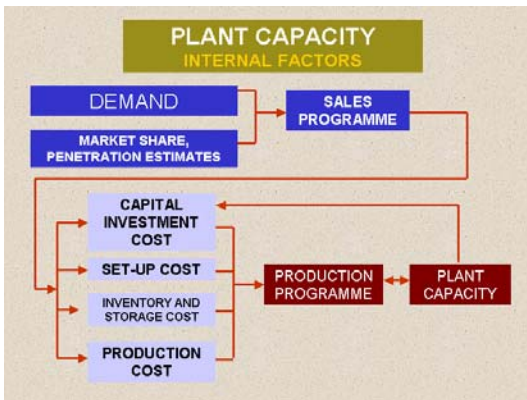 PLANT CAPACITY
INTERNAL FACTORS
DEMAND
SALES
PROGRAMME
MARKET SHARE,
PENETRATION ESTIMATES
CAPITAL
INVESTMENT
COST
SET-UP COST
INVENTORY AND
STORAGE COST
PRODUCTION
COST
PRODUCTION
PROGRAMME
PLANT
CAPACITY